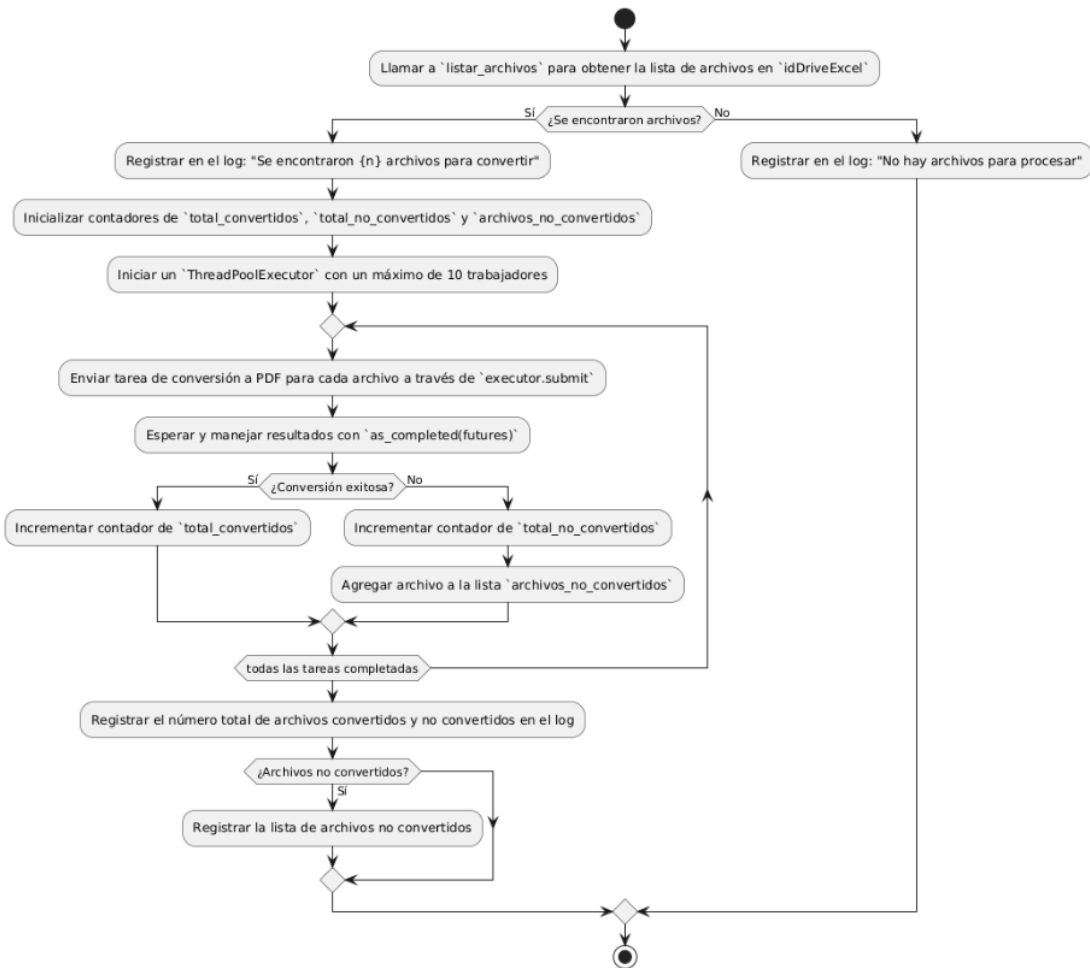 Llamar a `listar_archivos` para obtener la lista de archivos en `idDriveExcel`
Sí
¿Se encontraron archivos?
No
Registrar en el log: "Se encontraron {n} archivos para convertir"
Registrar en el log: "No hay archivos para procesar"
Inicializar contadores de `total_convertidos`, `total_no_convertidos` y `archivos_no_convertidos`
Iniciar un `ThreadPoolExecutor` con un máximo de 10 trabajadores
Enviar tarea de conversión a PDF para cada archivo a través de `executor.submit`
Esperar y manejar resultados con `as_completed(futures)`
Sí
¿Conversión exitosa?
No
Incrementar contador de `total_convertidos`
Incrementar contador de `total_no_convertidos`
Agregar archivo a la lista `archivos_no_convertidos`
todas las tareas completadas
Registrar el número total de archivos convertidos y no convertidos en el log
¿Archivos no convertidos?
Sí
Registrar la lista de archivos no convertidos